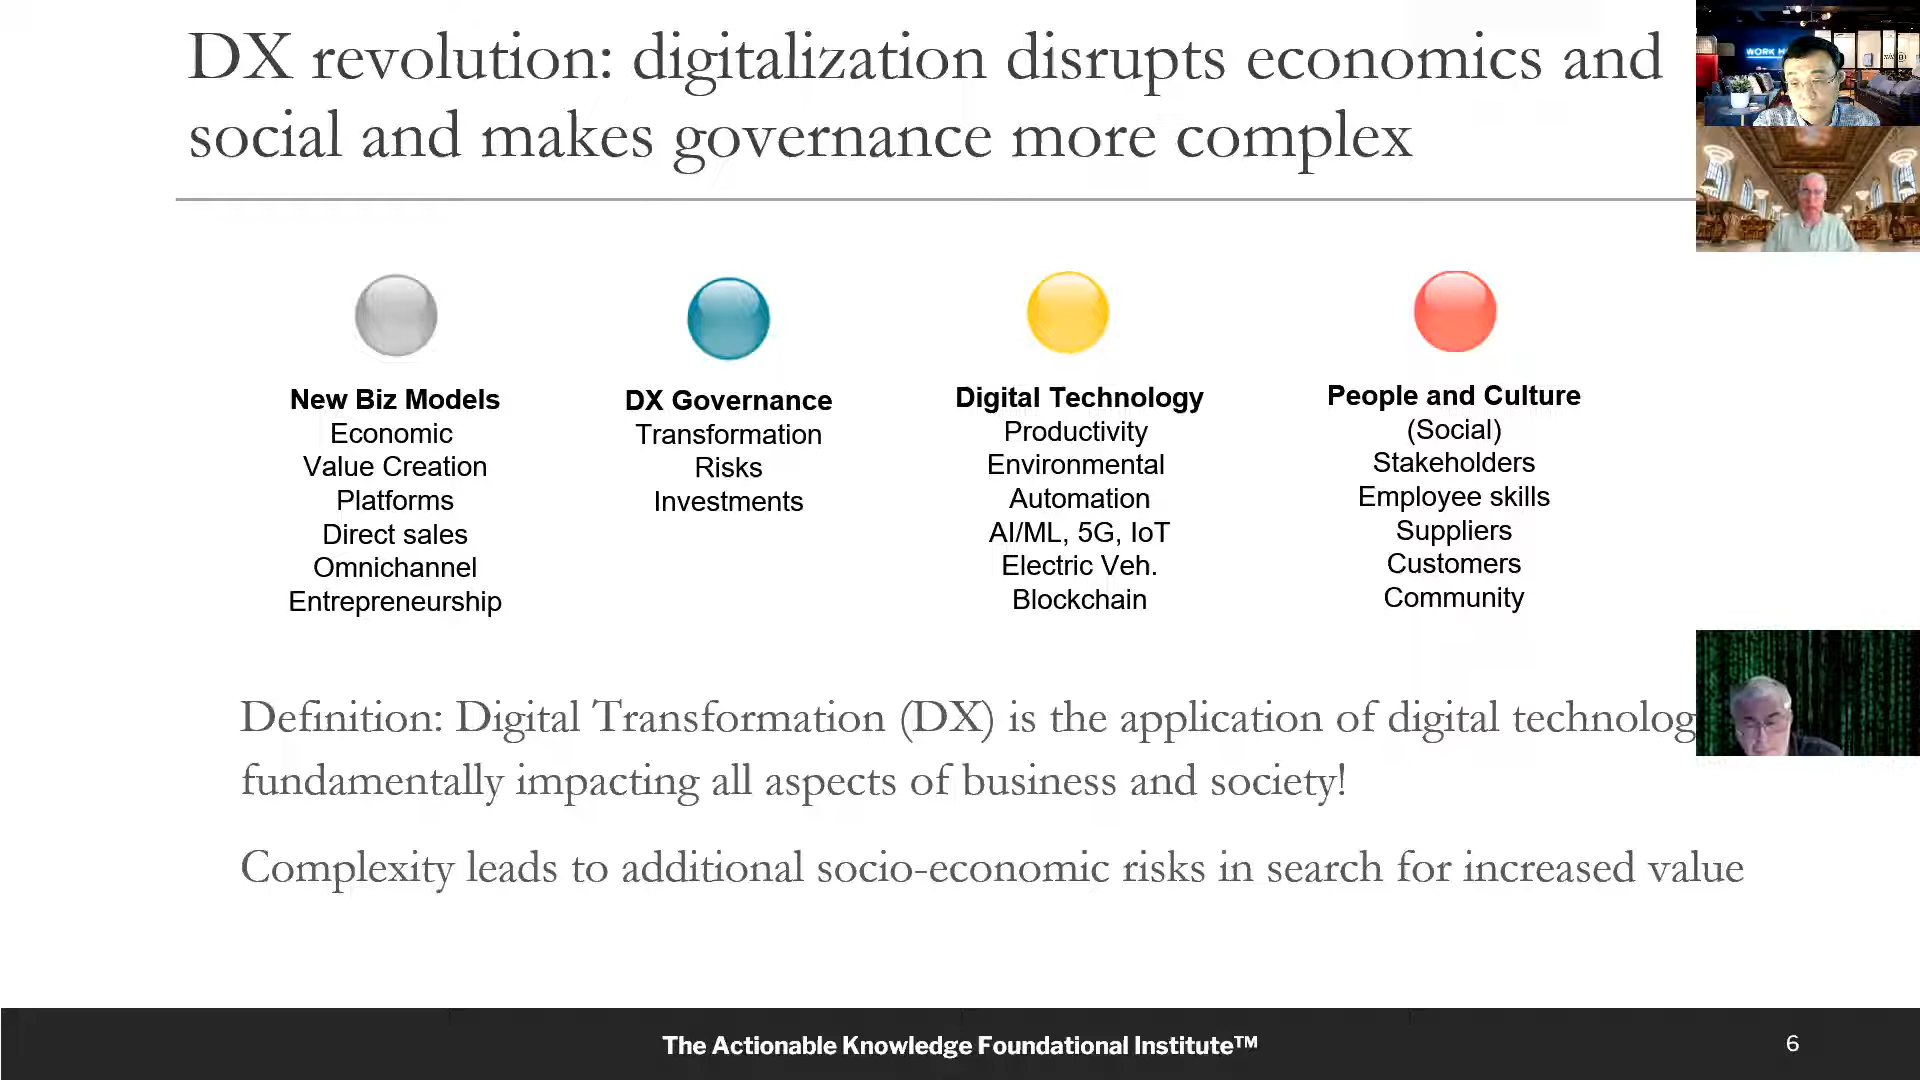 DX revolution: digitalization disrupts economics and
social and makes governance more complex
WORK H
New Biz Models
Economic
Value Creation
Platforms
Direct sales
Omnichannel
Entrepreneurship
DX Governance
Transformation
Risks
Investments
Digital Technology
Productivity
Environmental
Automation
AI/ML, 5G, IoT
Electric Veh.
Blockchain
People and Culture
(Social)
Stakeholders
Employee skills
Suppliers
Customers
Community
Definition: Digital Transformation (DX) is the application of digital technolog
fundamentally impacting all aspects of business and society!
Complexity leads to additional socio-economic risks in search for increased value
The Actionable Knowledge Foundational Institute™
6